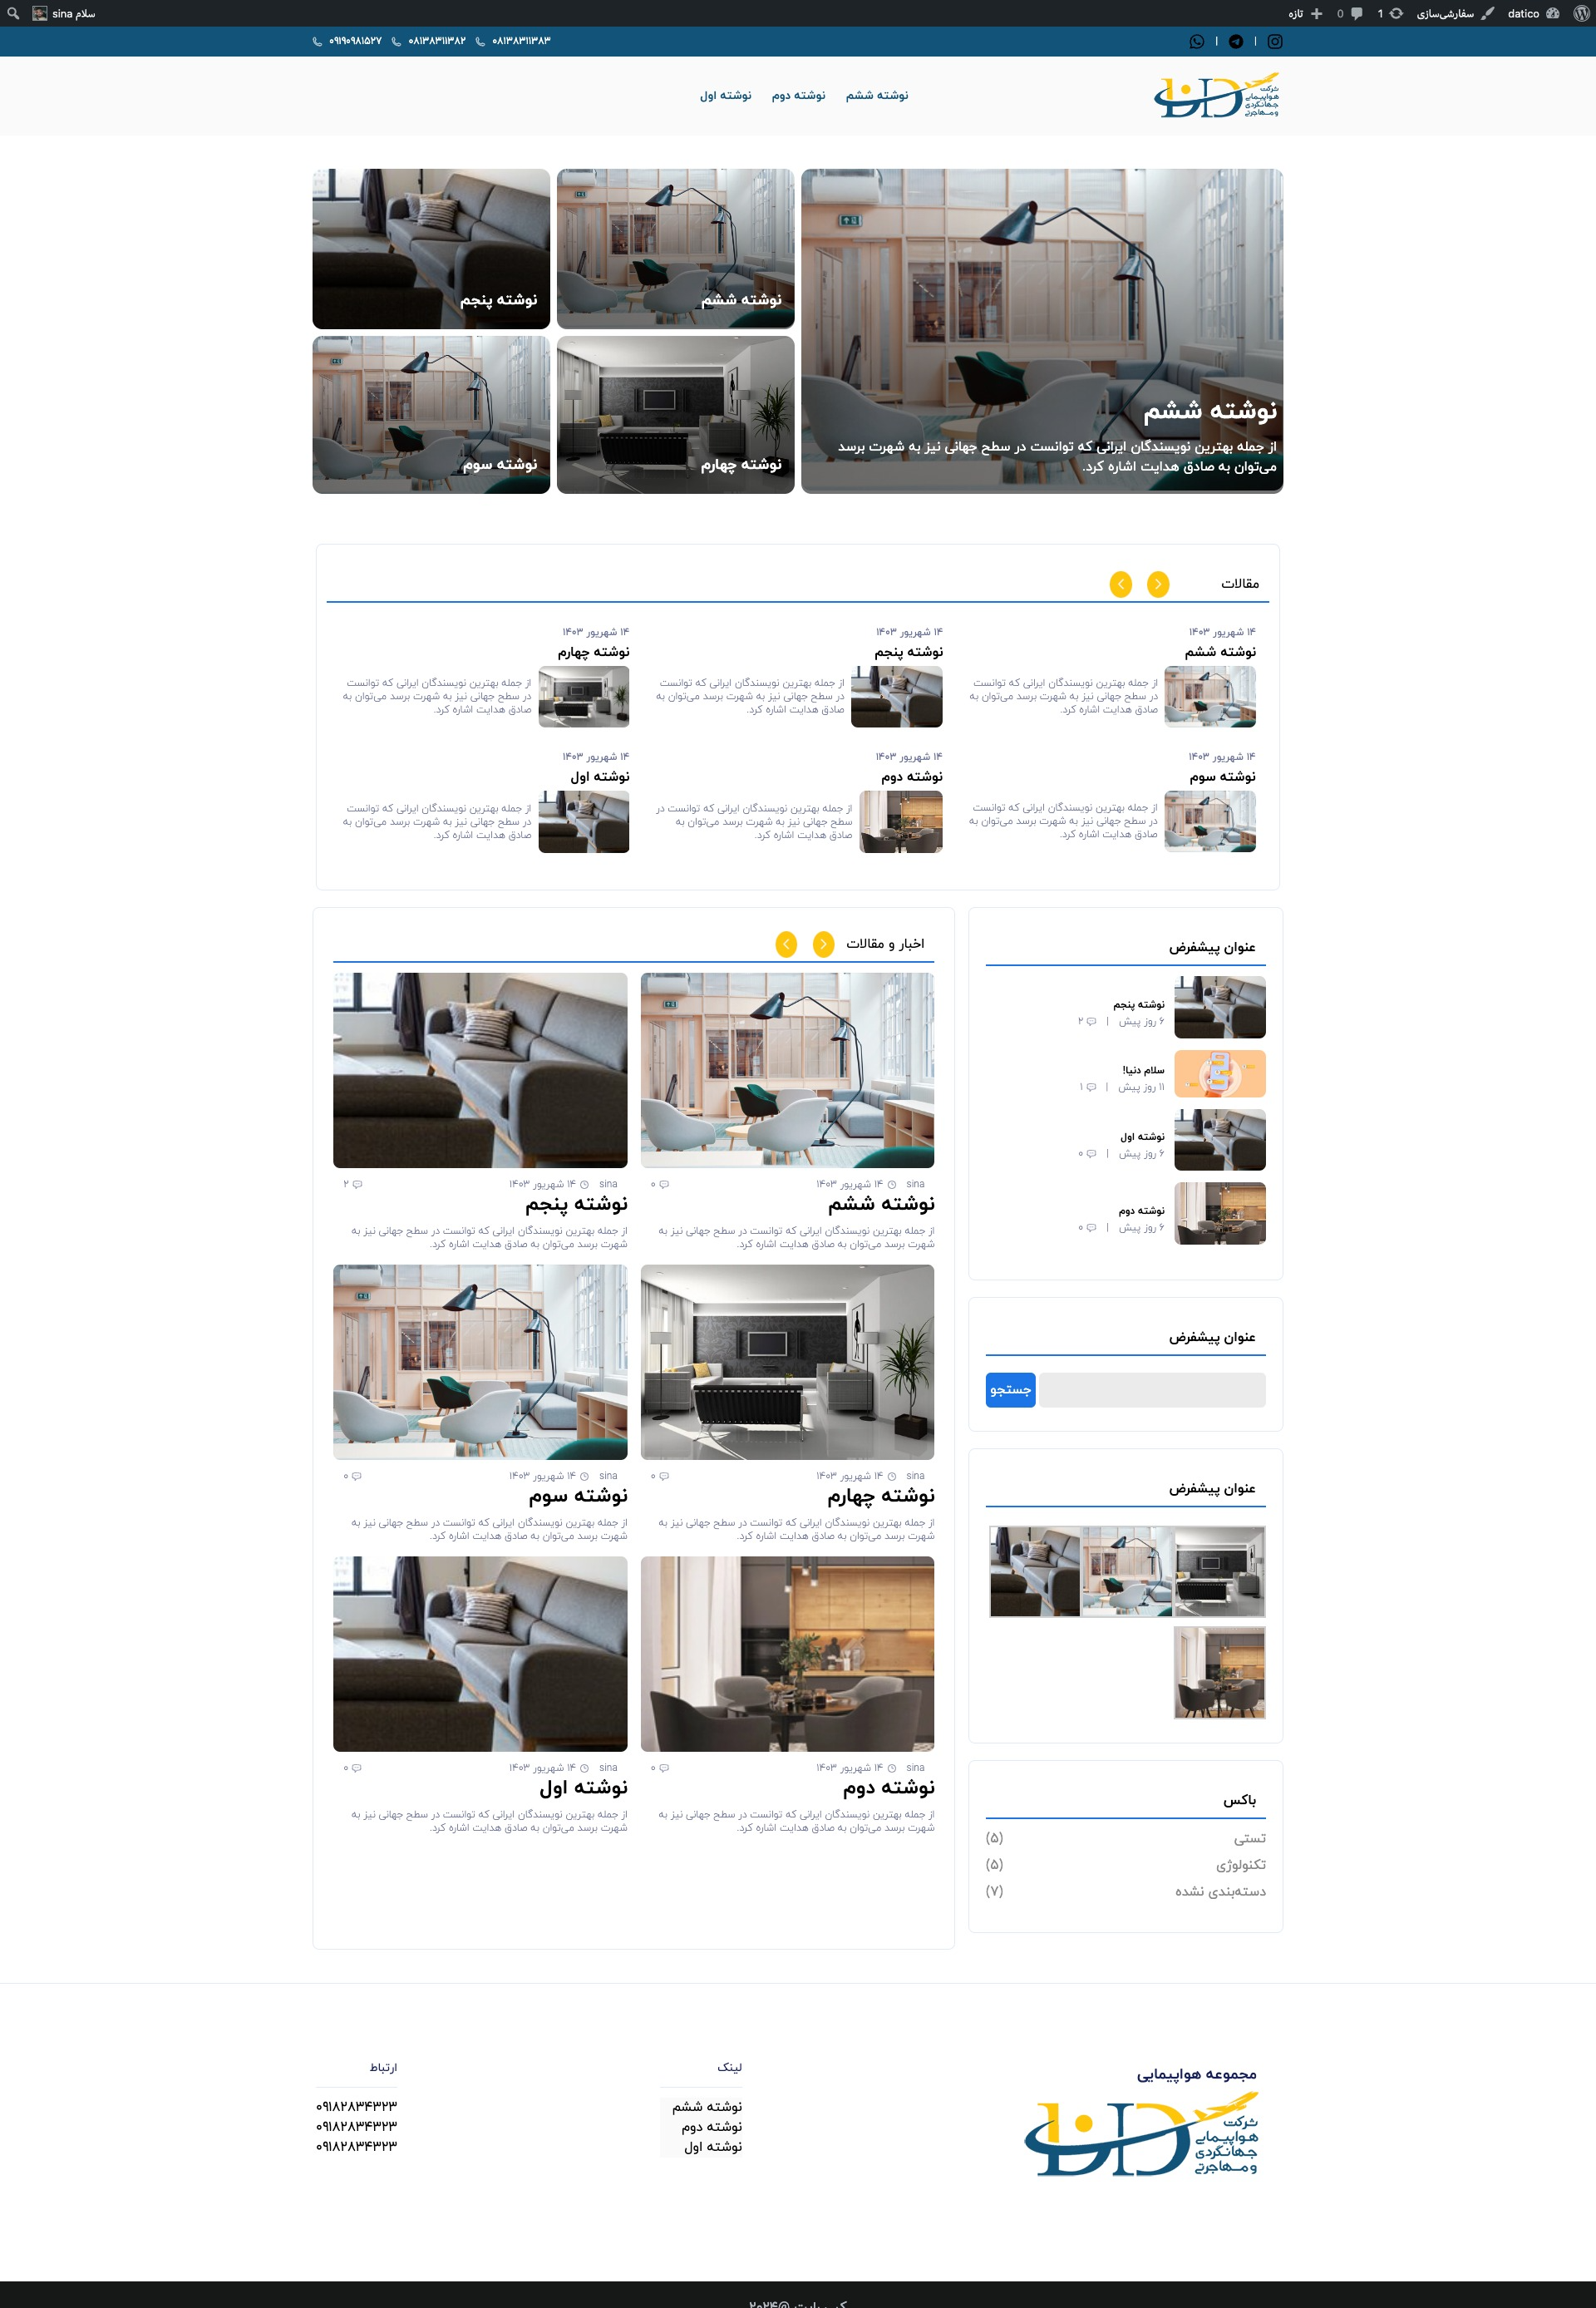 datico
سفارشی‌سازی
1
0
تازه
سلام sina
۰۸۱۳۸۳۱۱۳۸۳
۰۸۱۳۸۳۱۱۳۸۲
۰۹۱۹۰۹۸۱۵۲۷
شرکت
هواپیمایی
جهانگردی
و مهاجرتی
نوشته ششم
نوشته دوم
نوشته اول
نوشته ششم
از جمله بهترین نویسندگان ایرانی که توانست در سطح جهانی نیز به شهرت برسد
می‌توان به صادق هدایت اشاره کرد.
نوشته ششم
نوشته پنجم
نوشته چهارم
نوشته سوم
مقالات
۱۴ شهریور ۱۴۰۳
نوشته ششم
از جمله بهترین نویسندگان ایرانی که توانست
در سطح جهانی نیز به شهرت برسد می‌توان به
صادق هدایت اشاره کرد.
۱۴ شهریور ۱۴۰۳
نوشته پنجم
از جمله بهترین نویسندگان ایرانی که توانست
در سطح جهانی نیز به شهرت برسد می‌توان به
صادق هدایت اشاره کرد.
۱۴ شهریور ۱۴۰۳
نوشته چهارم
از جمله بهترین نویسندگان ایرانی که توانست
در سطح جهانی نیز به شهرت برسد می‌توان به
صادق هدایت اشاره کرد.
۱۴ شهریور ۱۴۰۳
نوشته سوم
از جمله بهترین نویسندگان ایرانی که توانست
در سطح جهانی نیز به شهرت برسد می‌توان به
صادق هدایت اشاره کرد.
۱۴ شهریور ۱۴۰۳
نوشته دوم
از جمله بهترین نویسندگان ایرانی که توانست در
سطح جهانی نیز به شهرت برسد می‌توان به
صادق هدایت اشاره کرد.
۱۴ شهریور ۱۴۰۳
نوشته اول
از جمله بهترین نویسندگان ایرانی که توانست
در سطح جهانی نیز به شهرت برسد می‌توان به
صادق هدایت اشاره کرد.
عنوان پیشفرض
نوشته پنجم
۶ روز پیش | ۲
سلام دنیا!
۱۱ روز پیش | ۱
نوشته اول
۶ روز پیش | ۰
نوشته دوم
۶ روز پیش | ۰
عنوان پیشفرض
جستجو
عنوان پیشفرض
باکس
تستی (۵)
تکنولوژی (۵)
دسته‌بندی نشده (۷)
اخبار و مقالات
sina ۱۴ شهریور ۱۴۰۳ ۰
نوشته ششم
از جمله بهترین نویسندگان ایرانی که توانست در سطح جهانی نیز به
شهرت برسد می‌توان به صادق هدایت اشاره کرد.
sina ۱۴ شهریور ۱۴۰۳ ۲
نوشته پنجم
از جمله بهترین نویسندگان ایرانی که توانست در سطح جهانی نیز به
شهرت برسد می‌توان به صادق هدایت اشاره کرد.
sina ۱۴ شهریور ۱۴۰۳ ۰
نوشته چهارم
از جمله بهترین نویسندگان ایرانی که توانست در سطح جهانی نیز به
شهرت برسد می‌توان به صادق هدایت اشاره کرد.
sina ۱۴ شهریور ۱۴۰۳ ۰
نوشته سوم
از جمله بهترین نویسندگان ایرانی که توانست در سطح جهانی نیز به
شهرت برسد می‌توان به صادق هدایت اشاره کرد.
sina ۱۴ شهریور ۱۴۰۳ ۰
نوشته دوم
از جمله بهترین نویسندگان ایرانی که توانست در سطح جهانی نیز به
شهرت برسد می‌توان به صادق هدایت اشاره کرد.
sina ۱۴ شهریور ۱۴۰۳ ۰
نوشته اول
از جمله بهترین نویسندگان ایرانی که توانست در سطح جهانی نیز به
شهرت برسد می‌توان به صادق هدایت اشاره کرد.
مجموعه هواپیمایی
شرکت
هواپیمایی
جهانگردی
و مهاجرتی
لینک
نوشته ششم
نوشته دوم
نوشته اول
ارتباط
۰۹۱۸۲۸۳۴۳۲۳
۰۹۱۸۲۸۳۴۳۲۳
۰۹۱۸۲۸۳۴۳۲۳
کپی رایت @۲۰۲۴